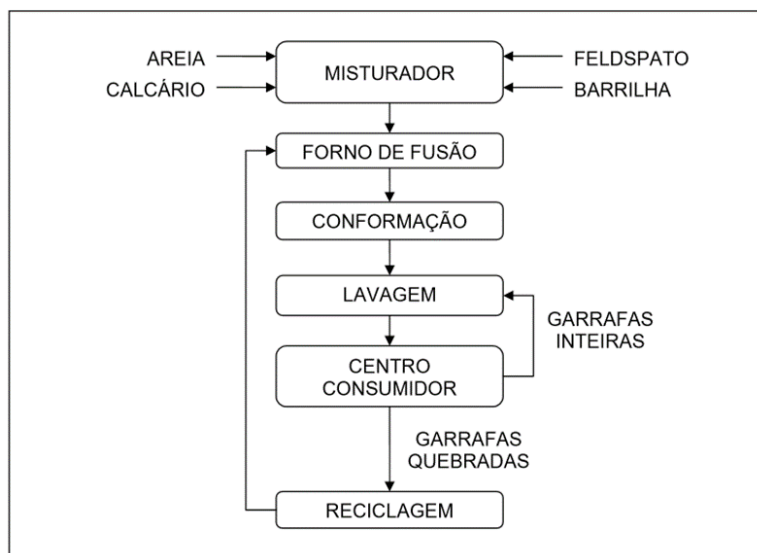 AREIA
CALCÁRIO
MISTURADOR
FELDSPATO
BARRILHA
FORNO DE FUSÃO
CONFORMAÇÃO
LAVAGEM
GARRAFAS
INTEIRAS
CENTRO
CONSUMIDOR
GARRAFAS
QUEBRADAS
RECICLAGEM